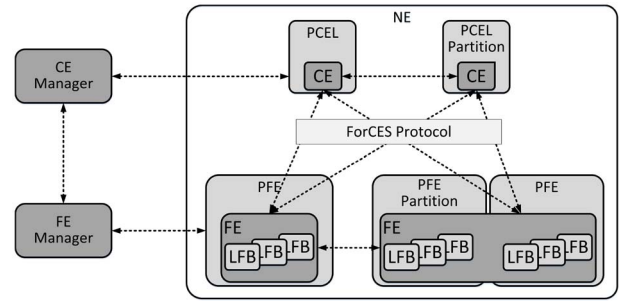 NE
PCEL
PCEL
Partition
CE
CE
CE
Manager
ForCES Protocol
PFE
PFE
Partition
PFE
FE
Manager
FE
LFB
LFB
LFB
FE
LFB
LFB
LFB
LFB
LFB
LFB